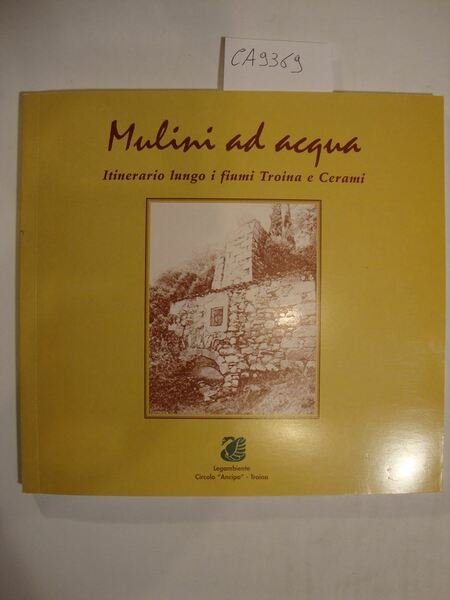 CA9369
Mulini ad acqua
Itinerario lungo i fiumi Troina e Cerami
Legambiente
Circolo "Ancipa" - Troina